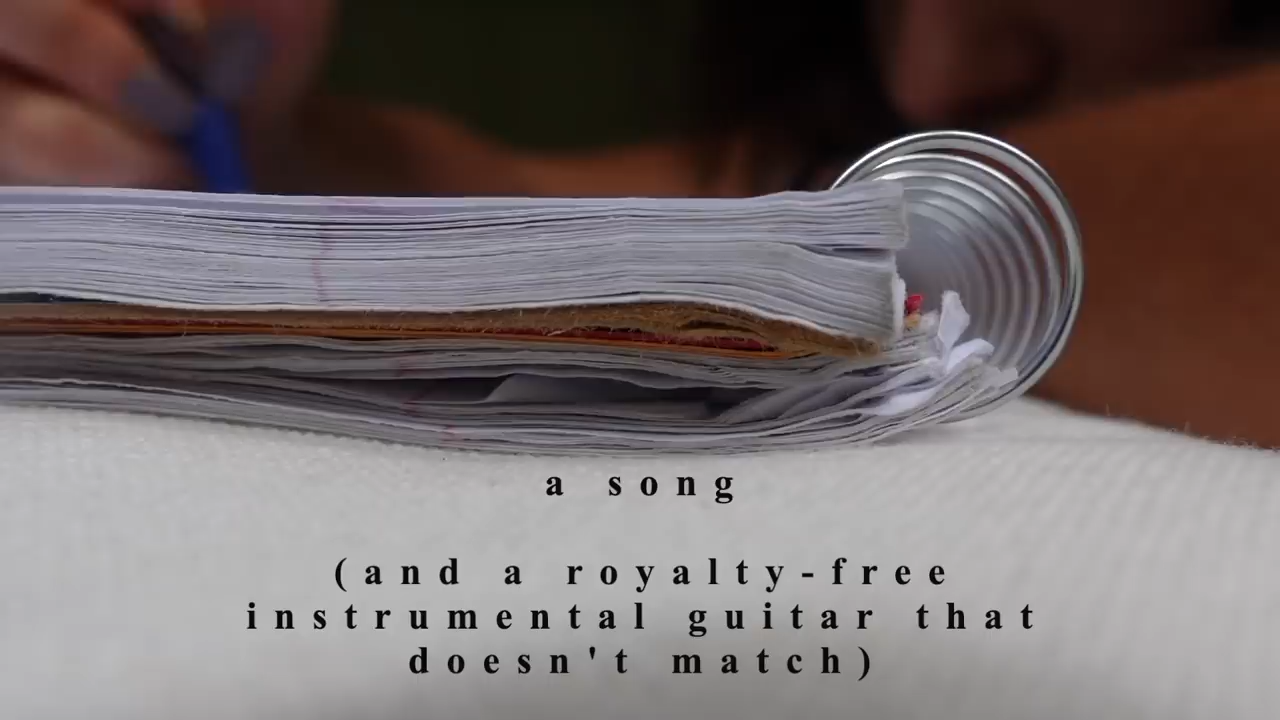 a song
(and a royalty-free
instrumental guitar that
doesn't match)